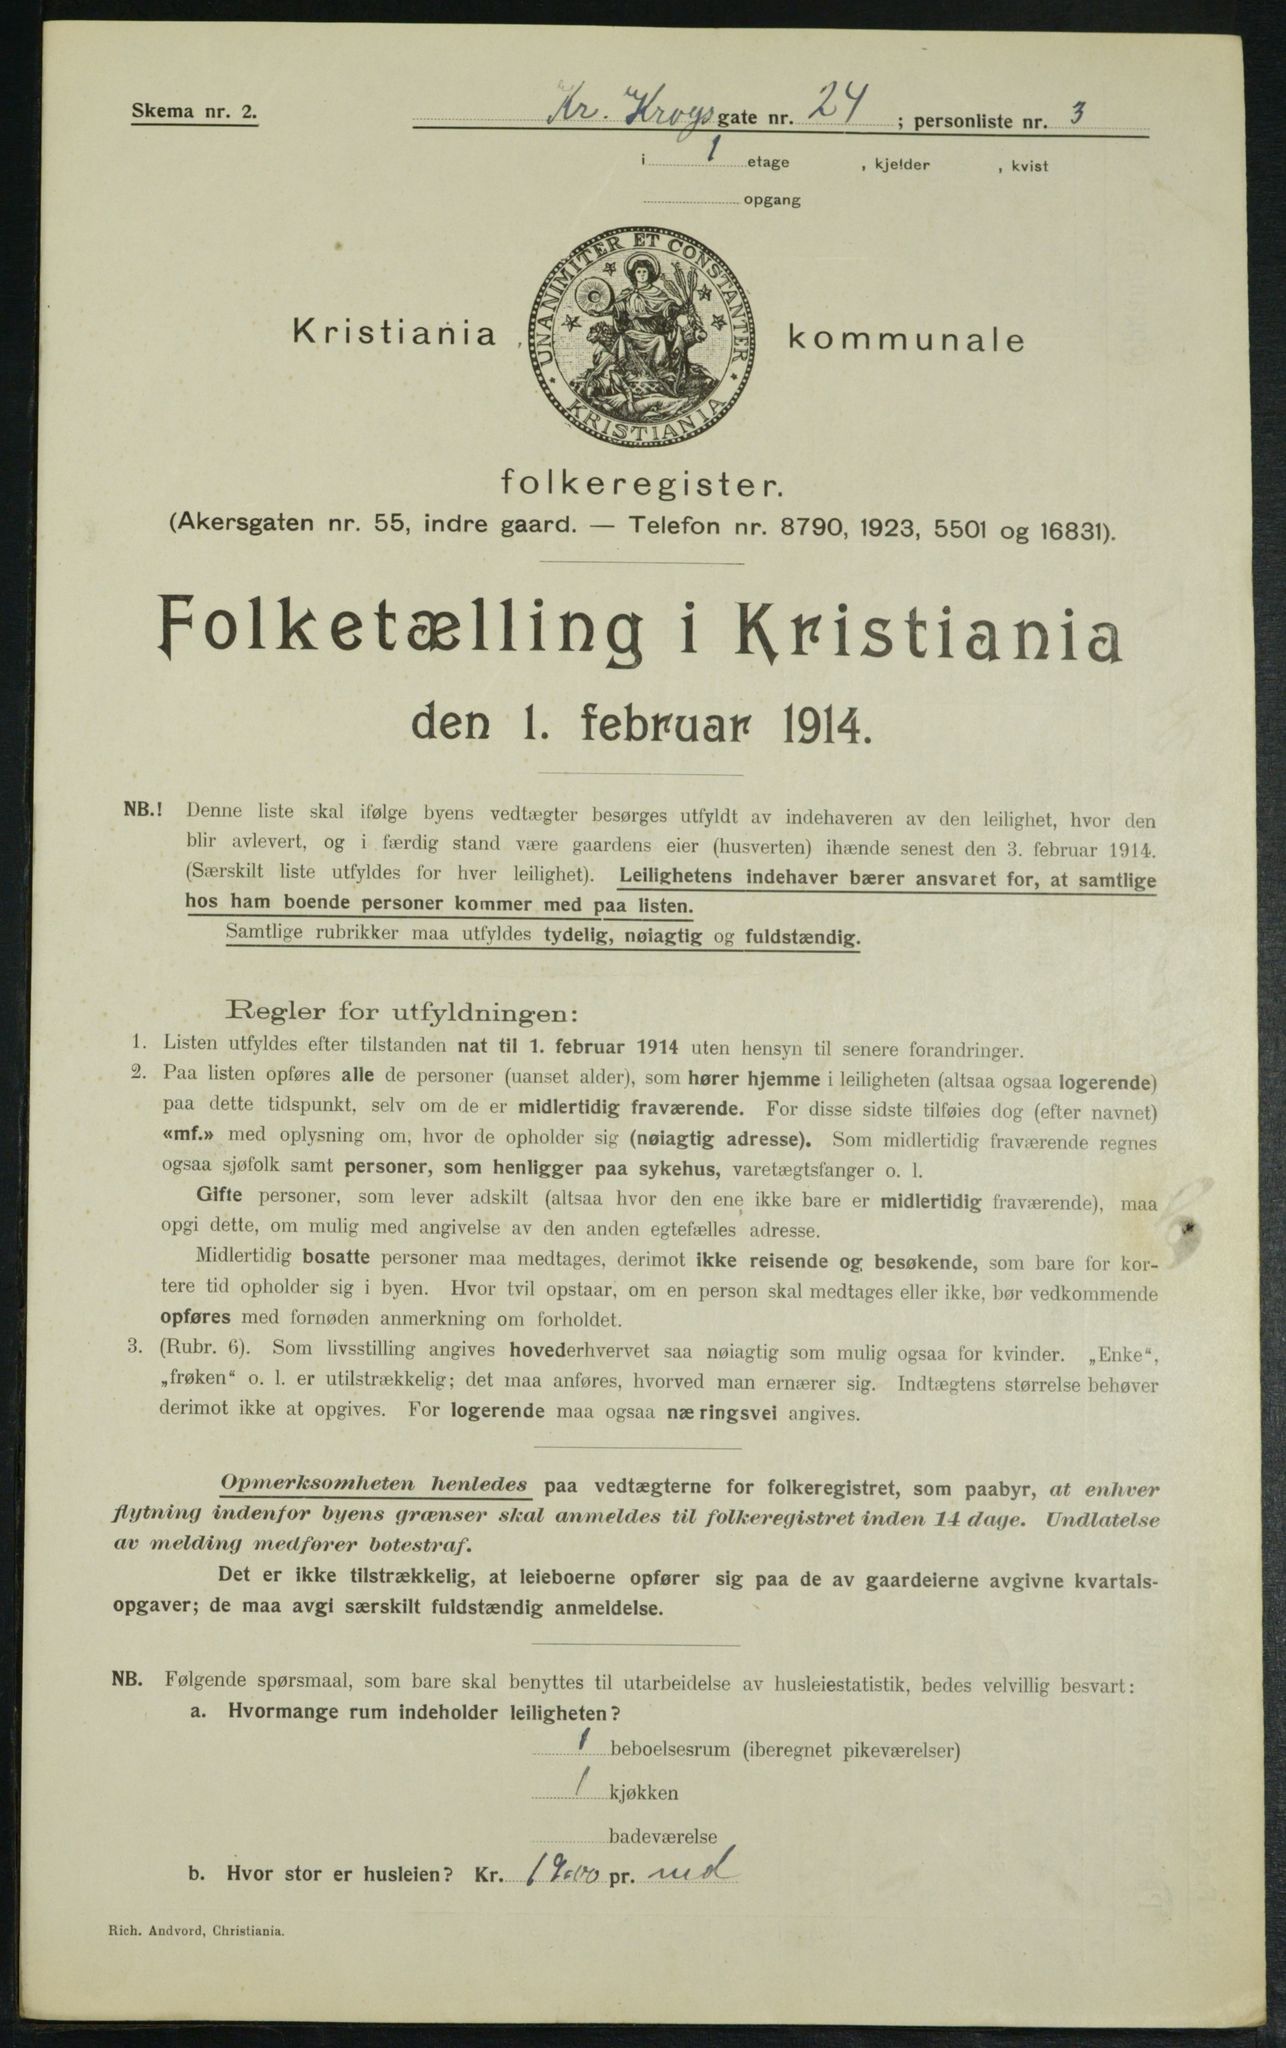 Skema nr. 2.
Kr. Krogs gate nr. 24 ; personliste nr. 3
i 1 etage , kjelder , kvist
opgang
UNANIMITER ET CONSTANTER
KRISTIANIA
Kristiania kommunale
folkeregister.
(Akersgaten nr. 55, indre gaard. — Telefon nr. 8790, 1923, 5501 og 16831).
Folketælling i Kristiania
den 1. februar 1914.
NB.! Denne liste skal ifølge byens vedtægter besørges utfyldt av indehaveren av den leilighet, hvor den
blir avlevert, og i færdig stand være gaardens eier (husverten) ihænde senest den 3. februar 1914.
(Særskilt liste utfyldes for hver leilighet). Leilighetens indehaver bærer ansvaret for, at samtlige
hos ham boende personer kommer med paa listen.
Samtlige rubrikker maa utfyldes tydelig, nøiagtig og fuldstændig.
Regler for utfyldningen:
1. Listen utfyldes efter tilstanden nat til 1. februar 1914 uten hensyn til senere forandringer.
2. Paa listen opføres alle de personer (uanset alder), som hører hjemme i leiligheten (altsaa ogsaa logerende)
paa dette tidspunkt, selv om de er midlertidig fraværende. For disse sidste tilføies dog (efter navnet)
«mf.» med oplysning om, hvor de opholder sig (nøiagtig adresse). Som midlertidig fraværende regnes
ogsaa sjøfolk samt personer, som henligger paa sykehus, varetægtsfanger o. l.
Gifte personer, som lever adskilt (altsaa hvor den ene ikke bare er midlertidig fraværende), maa
opgi dette, om mulig med angivelse av den anden egtefælles adresse.
Midlertidig bosatte personer maa medtages, derimot ikke reisende og besøkende, som bare for kor-
tere tid opholder sig i byen. Hvor tvil opstaar, om en person skal medtages eller ikke, bør vedkommende
opføres med fornøden anmerkning om forholdet.
3. (Rubr. 6). Som livsstilling angives hovederhvervet saa nøiagtig som mulig ogsaa for kvinder. „Enke“,
„frøken“ o. l. er utilstrækkelig; det maa anføres, hvorved man ernærer sig. Indtægtens størrelse behøver
derimot ikke at opgives. For logerende maa ogsaa næringsvei angives.
Opmerksomheten henledes paa vedtægterne for folkeregistret, som paabyr, at enhver
flytning indenfor byens grænser skal anmeldes til folkeregistret inden 14 dage. Undlatelse
av melding medfører botestraf.
Det er ikke tilstrækkelig, at leieboerne opfører sig paa de av gaardeierne avgivne kvartals-
opgaver; de maa avgi særskilt fuldstændig anmeldelse.
NB. Følgende spørsmaal, som bare skal benyttes til utarbeidelse av husleiestatistik, bedes velvillig besvart:
a. Hvormange rum indeholder leiligheten?
1 beboelsesrum (iberegnet pikeværelser)
1 kjøkken
badeværelse
b. Hvor stor er husleien? Kr. 19.00 pr. md
Rich. Andvord, Christiania.